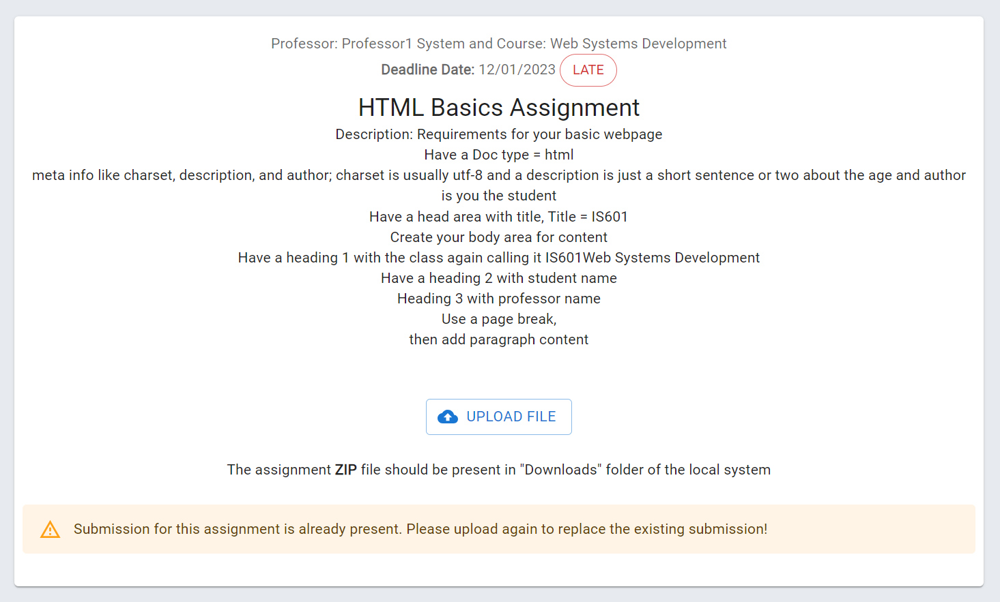 Professor: Professor1 System and Course: Web Systems Development
Deadline Date: 12/01/2023 LATE
HTML Basics Assignment
Description: Requirements for your basic webpage
Have a Doc type = html
meta info like charset, description, and author; charset is usually utf-8 and a description is just a short sentence or two about the age and author
is you the student
Have a head area with title, Title = IS601
Create your body area for content
Have a heading 1 with the class again calling it IS601Web Systems Development
Have a heading 2 with student name
Heading 3 with professor name
Use a page break,
then add paragraph content
UPLOAD FILE
The assignment ZIP file should be present in "Downloads" folder of the local system
Submission for this assignment is already present. Please upload again to replace the existing submission!